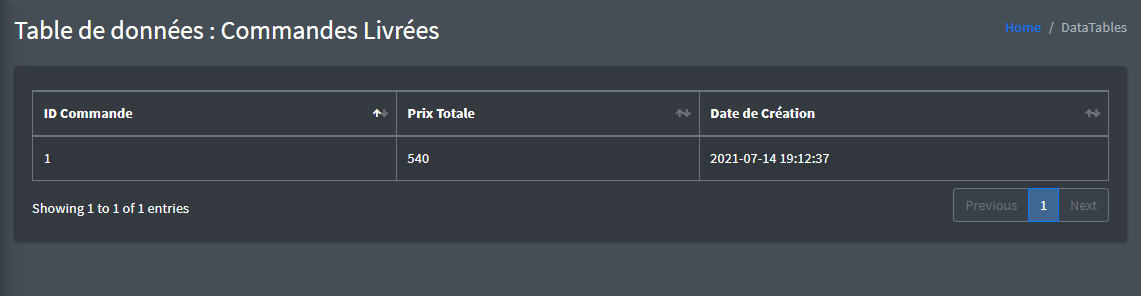 Table de données : Commandes Livrées
Home / DataTables
ID Commande Prix Totale Date de Création
1 540 2021-07-14 19:12:37
Showing 1 to 1 of 1 entries
Previous 1 Next